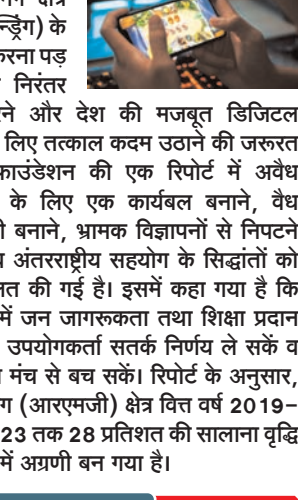 क्षेत्र
न्ड्रिंग) के
करना पड़
निरंतर
ने और देश की मजबूत डिजिटल
लिए तत्काल कदम उठाने की जरूरत
फाउंडेशन की एक रिपोर्ट में अवैध
के लिए एक कार्यबल बनाने, वैध
बनाने, भ्रामक विज्ञापनों से निपटने
अंतरराष्ट्रीय सहयोग के सिद्धांतों को
त की गई है। इसमें कहा गया है कि
में जन जागरूकता तथा शिक्षा प्रदान
उपयोगकर्ता सतर्क निर्णय ले सकें व
मंच से बच सकें। रिपोर्ट के अनुसार,
ग (आरएमजी) क्षेत्र वित्त वर्ष 2019-
23 तक 28 प्रतिशत की सालाना वृद्धि
में अग्रणी बन गया है।